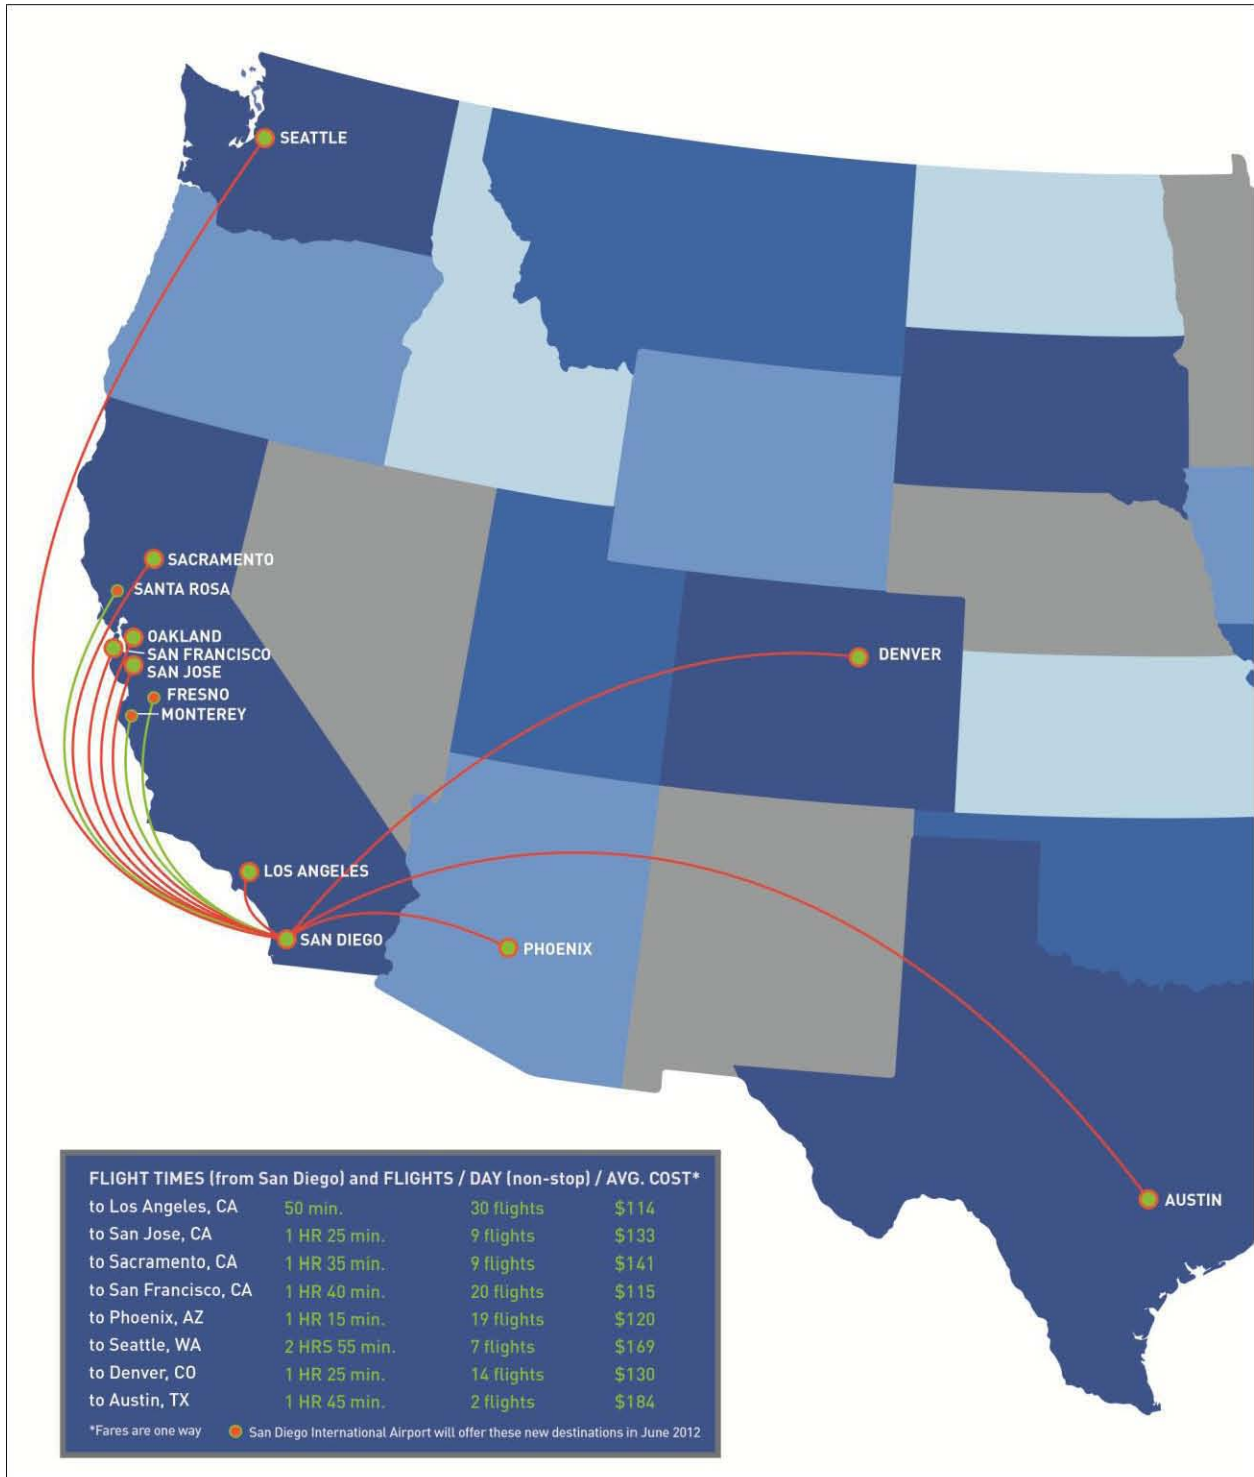 SEATTLE
SACRAMENTO
SANTA ROSA
OAKLAND
SAN FRANCISCO
SAN JOSE
FRESNO
MONTEREY
DENVER
LOS ANGELES
SAN DIEGO
PHOENIX
AUSTIN
FLIGHT TIMES (from San Diego) and FLIGHTS / DAY (non-stop) / AVG. COST*
to Los Angeles, CA 50 min. 30 flights $114
to San Jose, CA 1 HR 25 min. 9 flights $133
to Sacramento, CA 1 HR 35 min. 9 flights $141
to San Francisco, CA 1 HR 40 min. 20 flights $115
to Phoenix, AZ 1 HR 15 min. 19 flights $120
to Seattle, WA 2 HRS 55 min. 7 flights $169
to Denver, CO 1 HR 25 min. 14 flights $130
to Austin, TX 1 HR 45 min. 2 flights $184
*Fares are one way San Diego International Airport will offer these new destinations in June 2012